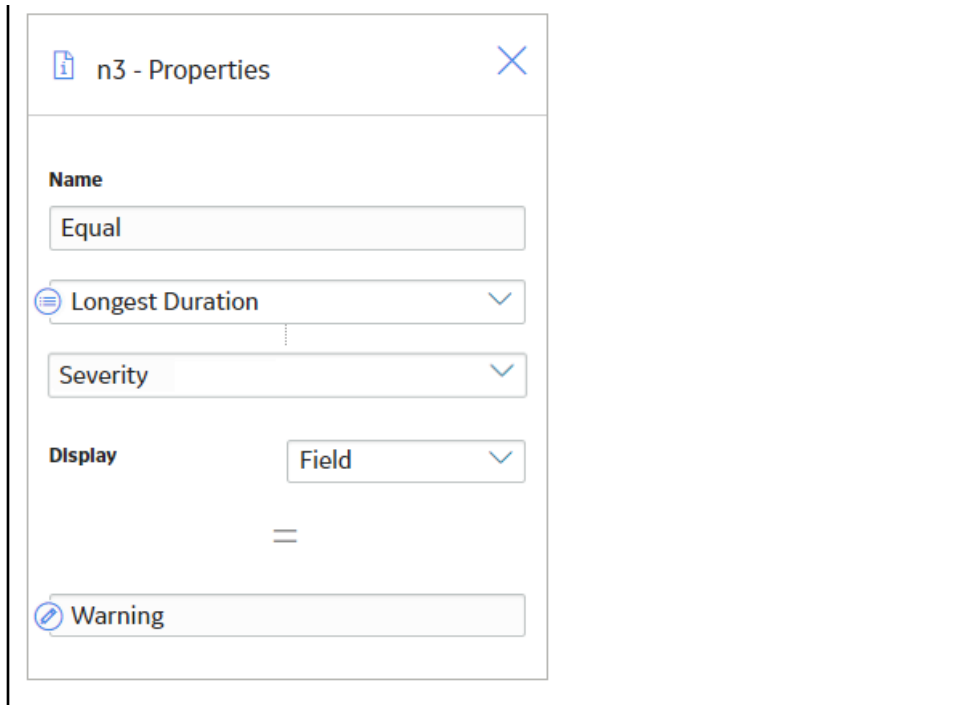 n3 - Properties
Name
Equal
Longest Duration
Severity
DIsplay
Field
=
Warning